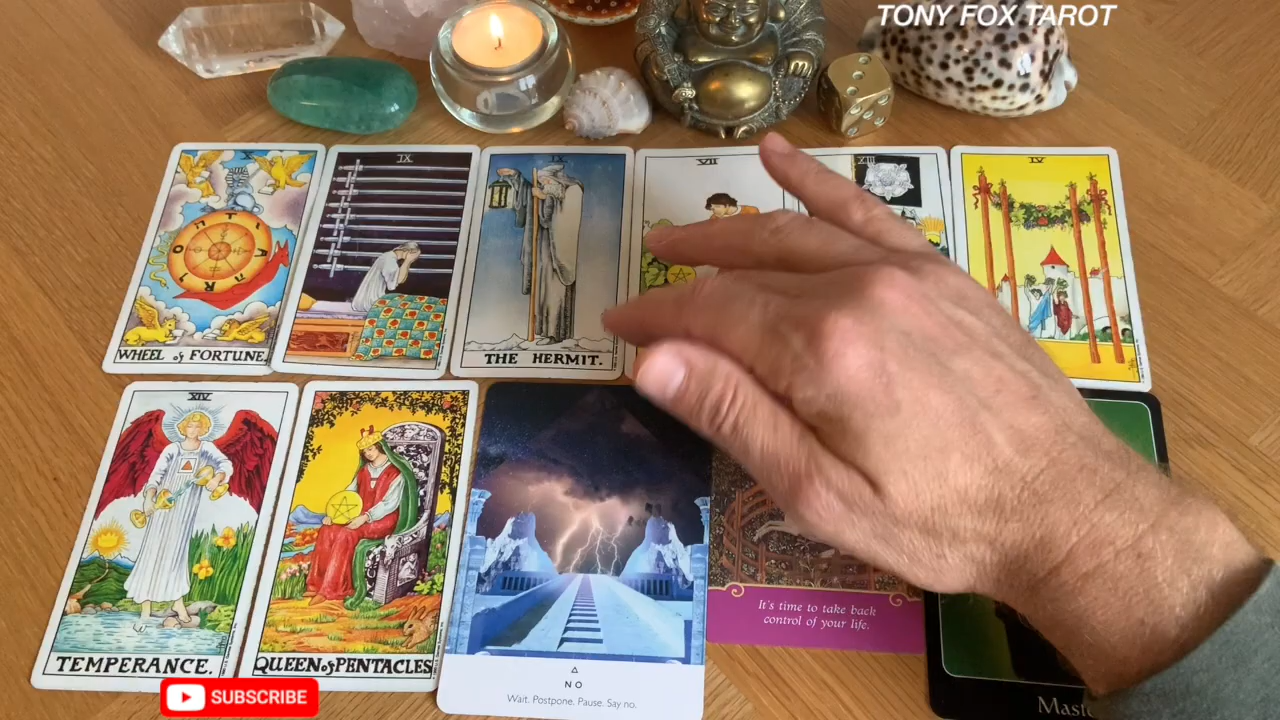 TONY FOX TAROT
X
IX
IX
VII
XIII
IV
WHEEL of FORTUNE.
THE HERMIT.
XIV
TEMPERANCE.
QUEEN of PENTACLES
NO
Wait. Postpone. Pause. Say no.
It's time to take back
control of your life.
SUBSCRIBE